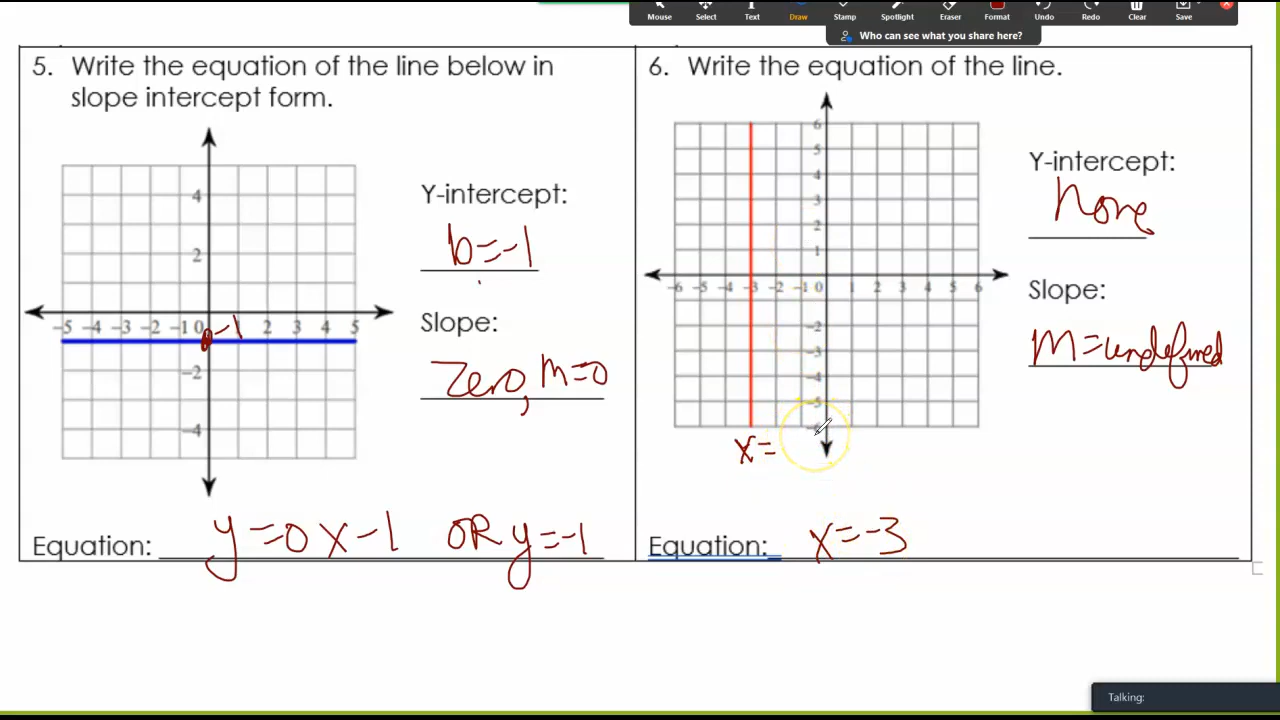 Mouse Select Text Draw Stamp Spotlight Eraser Format Undo Redo Clear Save
Who can see what you share here?
5. Write the equation of the line below in
slope intercept form.
4
2
-5 -4 -3 -2 -1 0 2 3 4 5
-1
-2
-4
Y-intercept:
b=-1
Slope:
Zero, m=0
Equation: y=0x-1 OR y=-1
6. Write the equation of the line.
6
5
4
3
2
1
-6 -5 -4 -3 -2 -1 0 1 2 3 4 5 6
-2
-3
-4
-5
x=
Y-intercept:
None
Slope:
M=undefined
Equation: x=-3
Talking: